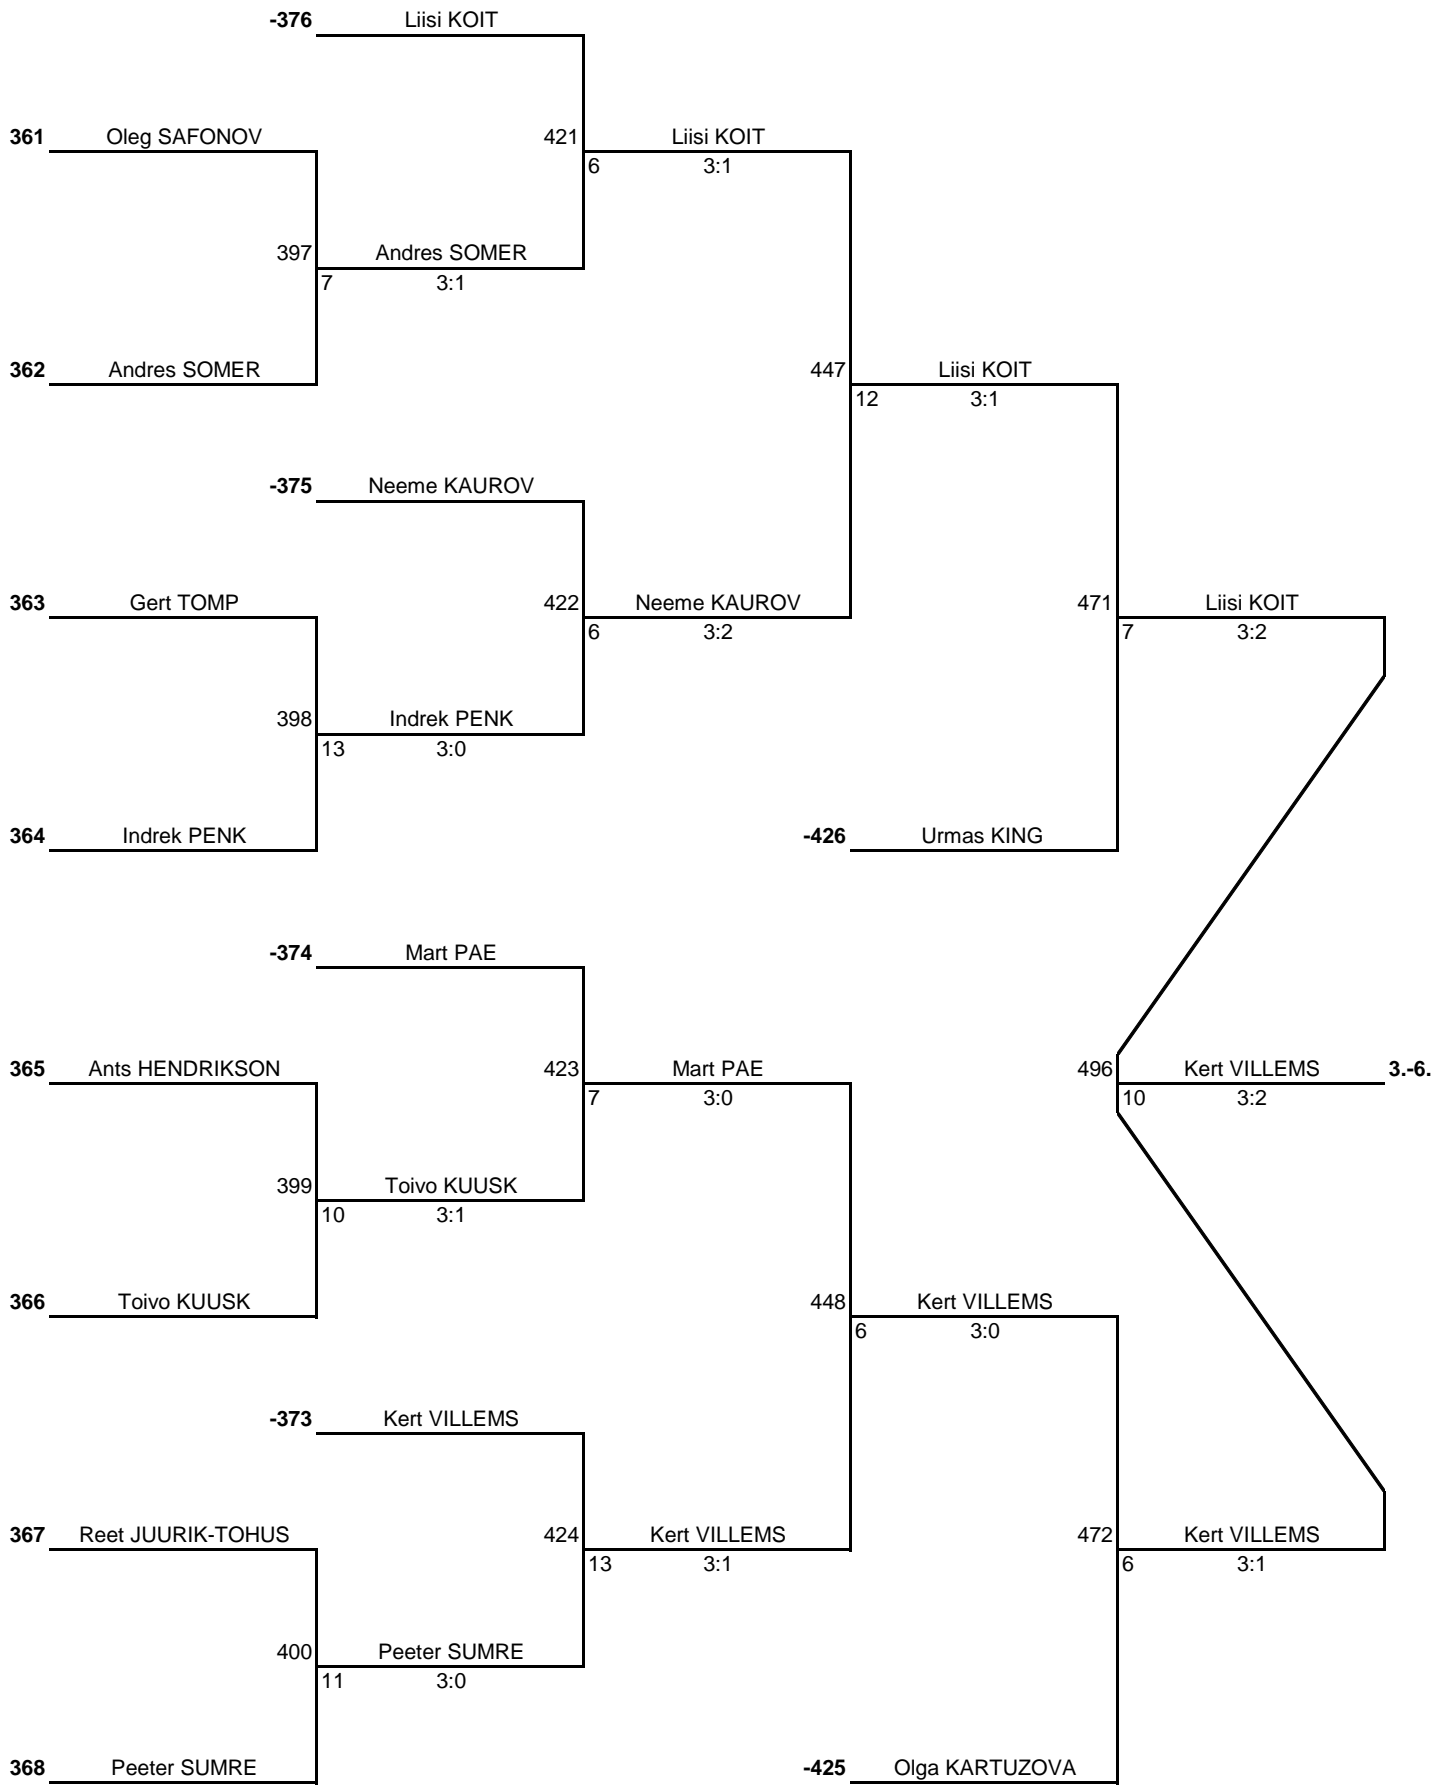 -376 Liisi KOIT
361 Oleg SAFONOV 421 Liisi KOIT
6 3:1
397 Andres SOMER
7 3:1
362 Andres SOMER 447 Liisi KOIT
12 3:1
-375 Neeme KAUROV
363 Gert TOMP 422 Neeme KAUROV 471 Liisi KOIT
6 3:2 7 3:2
398 Indrek PENK
13 3:0
364 Indrek PENK -426 Urmas KING
-374 Mart PAE
365 Ants HENDRIKSON 423 Mart PAE 496 Kert VILLEMS 3.-6.
7 3:0 10 3:2
399 Toivo KUUSK
10 3:1
366 Toivo KUUSK 448 Kert VILLEMS
6 3:0
-373 Kert VILLEMS
367 Reet JUURIK-TOHUS 424 Kert VILLEMS 472 Kert VILLEMS
13 3:1 6 3:1
400 Peeter SUMRE
11 3:0
368 Peeter SUMRE -425 Olga KARTUZOVA